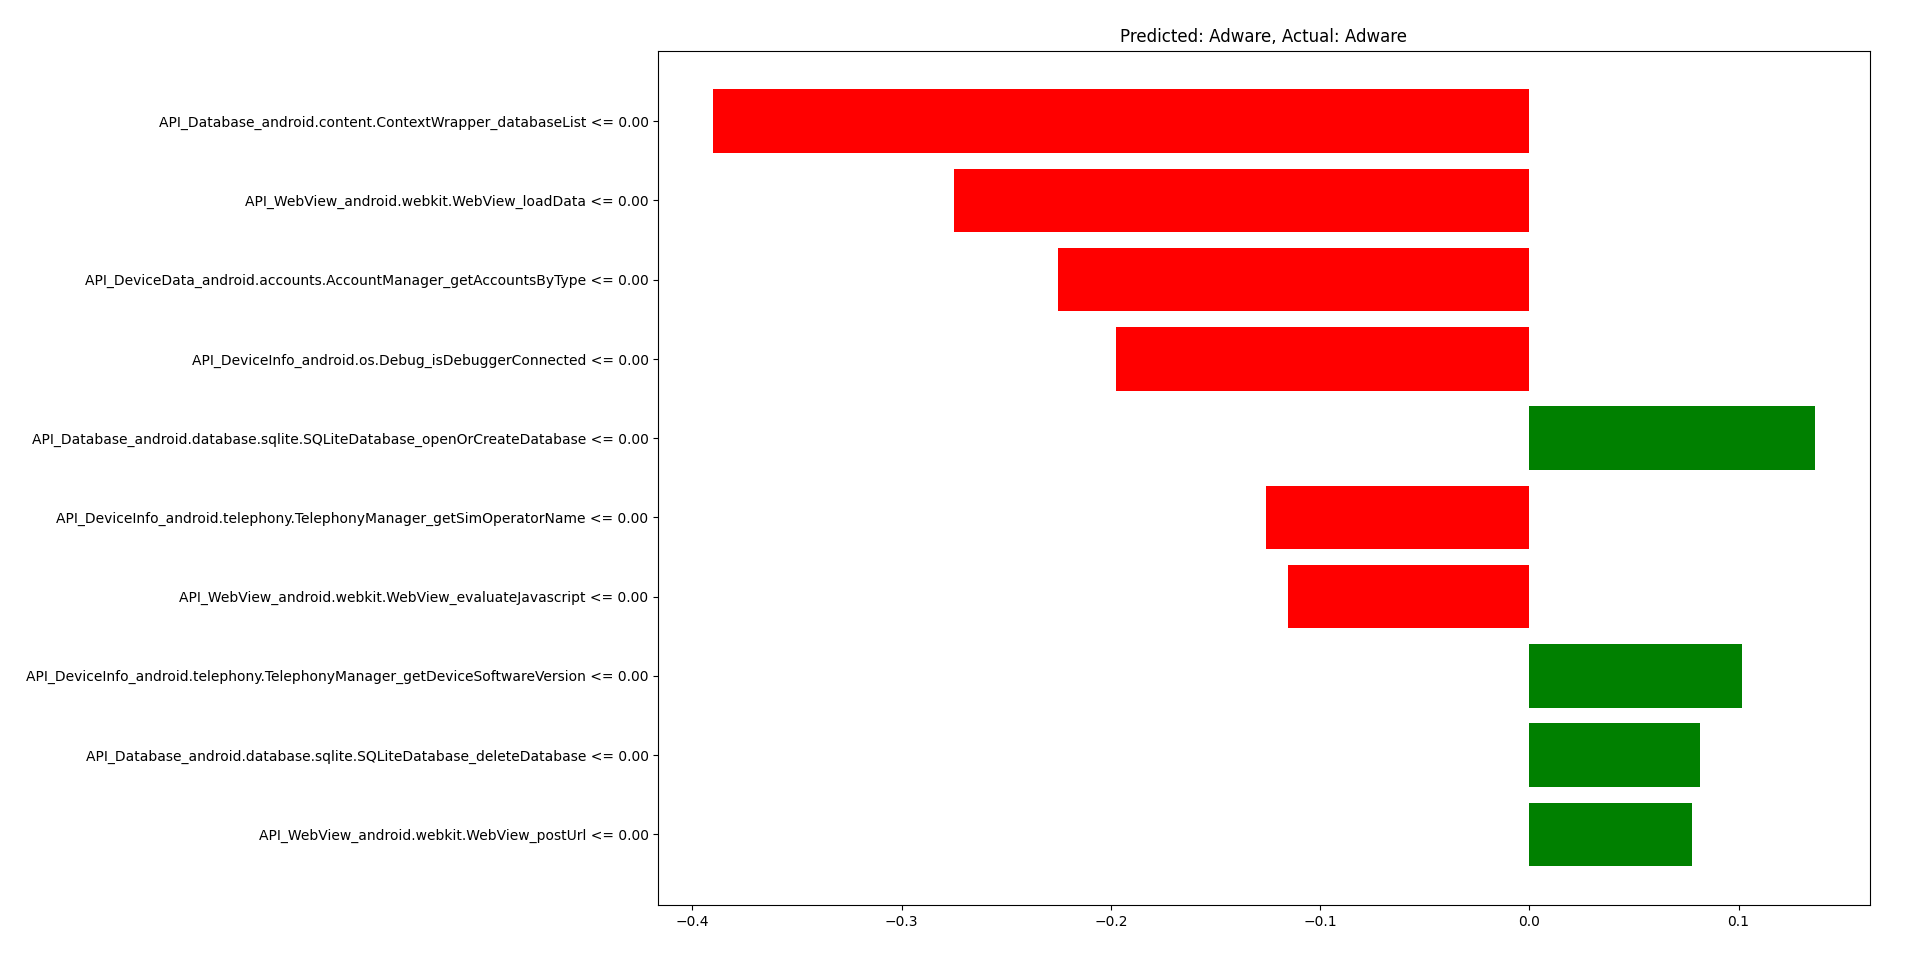 Predicted: Adware, Actual: Adware
API_Database_android.content.ContextWrapper_databaseList <= 0.00
API_WebView_android.webkit.WebView_loadData <= 0.00
API_DeviceData_android.accounts.AccountManager_getAccountsByType <= 0.00
API_DeviceInfo_android.os.Debug_isDebuggerConnected <= 0.00
API_Database_android.database.sqlite.SQLiteDatabase_openOrCreateDatabase <= 0.00
API_DeviceInfo_android.telephony.TelephonyManager_getSimOperatorName <= 0.00
API_WebView_android.webkit.WebView_evaluateJavascript <= 0.00
API_DeviceInfo_android.telephony.TelephonyManager_getDeviceSoftwareVersion <= 0.00
API_Database_android.database.sqlite.SQLiteDatabase_deleteDatabase <= 0.00
API_WebView_android.webkit.WebView_postUrl <= 0.00
−0.4 −0.3 −0.2 −0.1 0.0 0.1